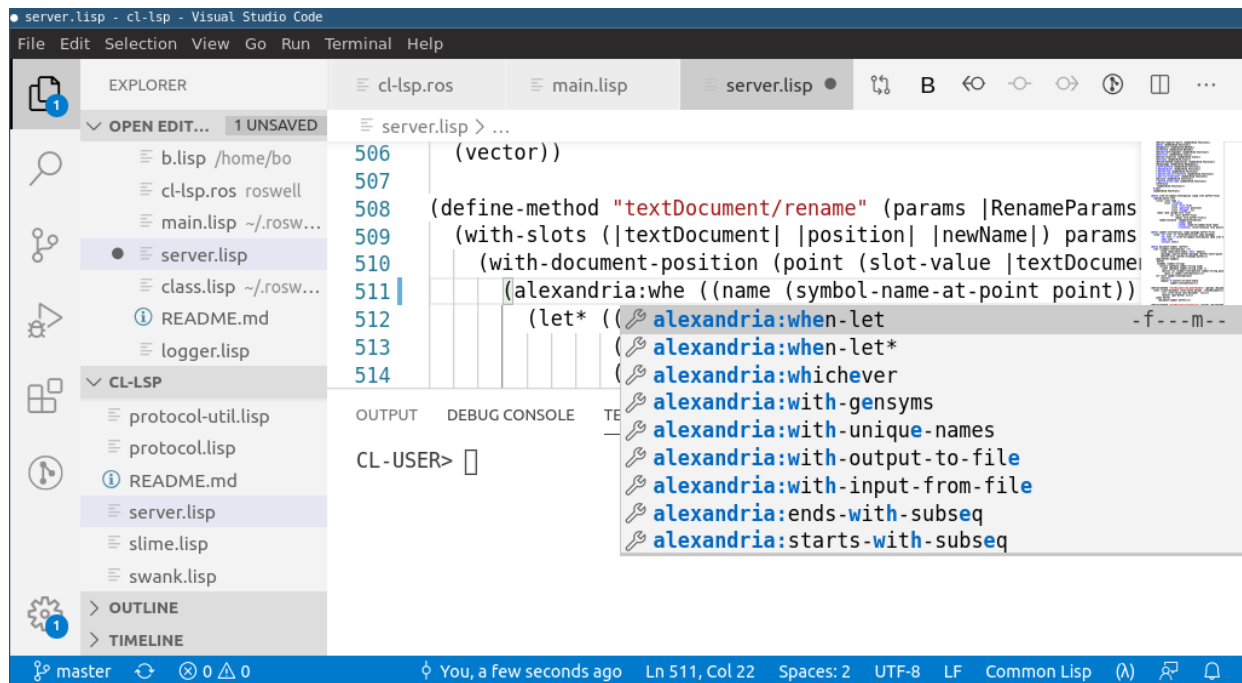 server.lisp - cl-lsp - Visual Studio Code
File Edit Selection View Go Run Terminal Help
EXPLORER
OPEN EDIT... 1 UNSAVED
b.lisp /home/bo
cl-lsp.ros roswell
main.lisp ~/.rosw...
server.lisp
class.lisp ~/.rosw...
README.md
logger.lisp
CL-LSP
protocol-util.lisp
protocol.lisp
README.md
server.lisp
slime.lisp
swank.lisp
OUTLINE
TIMELINE
1
1
cl-lsp.ros main.lisp server.lisp
B
server.lisp > ...
506 (vector))
507
508 (define-method "textDocument/rename" (params |RenameParams
509 (with-slots (|textDocument| |position| |newName|) params
510 (with-document-position (point (slot-value |textDocume
511 (alexandria:whe ((name (symbol-name-at-point point))
512 (let* ((
513 (
514 (
alexandria:when-let -f---m--
alexandria:when-let*
alexandria:whichever
alexandria:with-gensyms
alexandria:with-unique-names
alexandria:with-output-to-file
alexandria:with-input-from-file
alexandria:ends-with-subseq
alexandria:starts-with-subseq
OUTPUT DEBUG CONSOLE TE
CL-USER>
master 0 0 You, a few seconds ago Ln 511, Col 22 Spaces: 2 UTF-8 LF Common Lisp (λ)